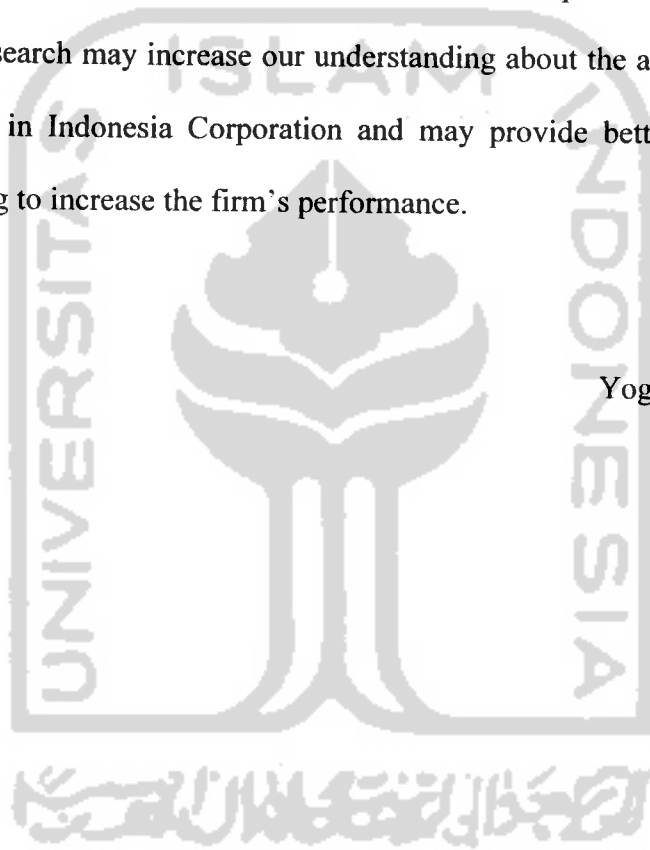 search may increase our understanding about the a
in Indonesia Corporation and may provide bett
g to increase the firm's performance.
Yog
ISLAM
UNIVERSITAS
INDONESIA